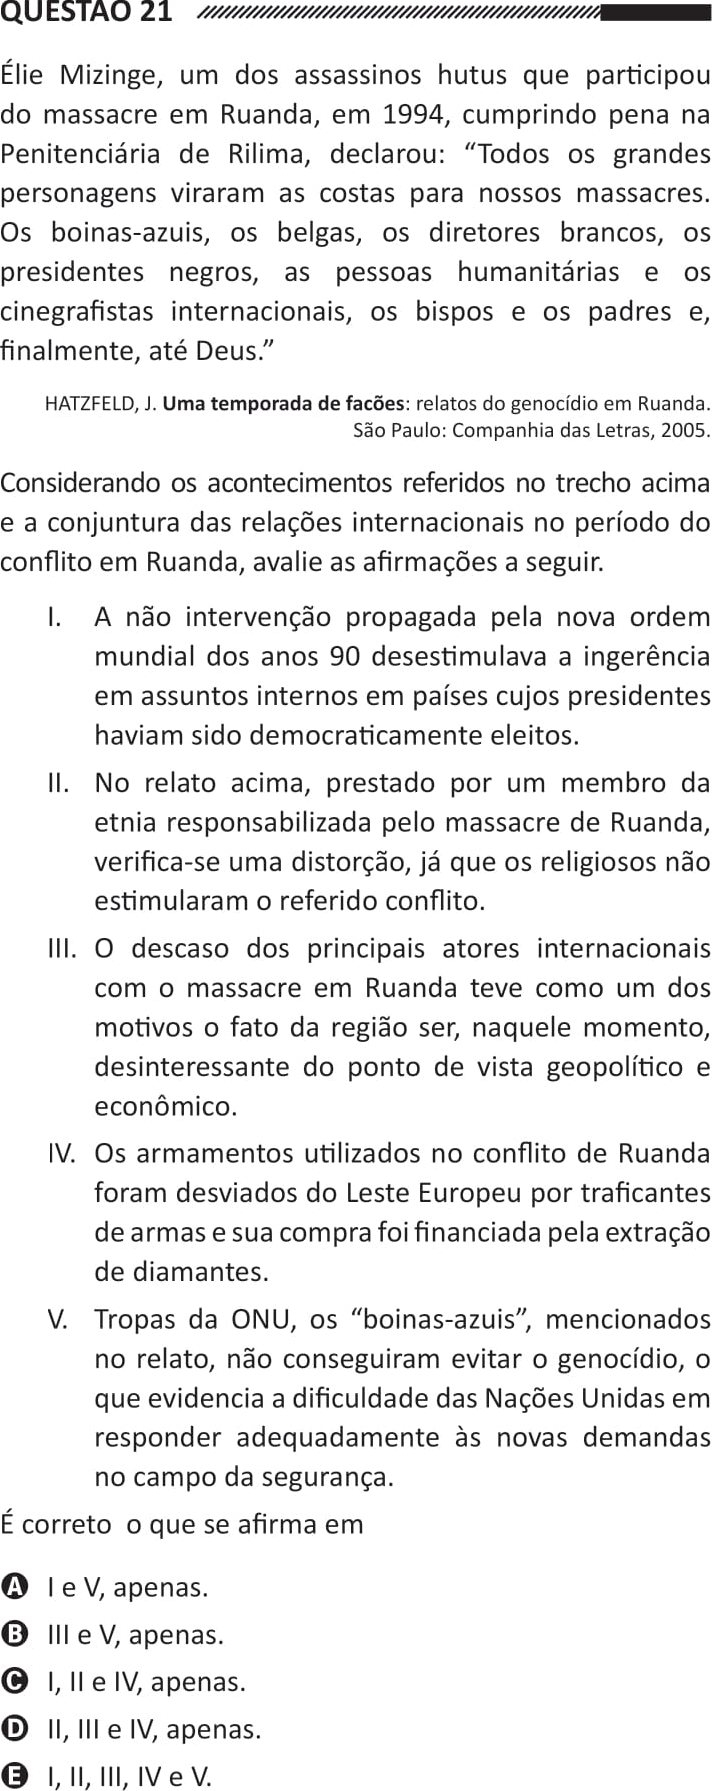 QUESTÃO 21
Élie Mizinge, um dos assassinos hutus que participou
do massacre em Ruanda, em 1994, cumprindo pena na
Penitenciária de Rilima, declarou: “Todos os grandes
personagens viraram as costas para nossos massacres.
Os boinas-azuis, os belgas, os diretores brancos, os
presidentes negros, as pessoas humanitárias e os
cinegrafistas internacionais, os bispos e os padres e,
finalmente, até Deus.”
HATZFELD, J. Uma temporada de facões: relatos do genocídio em Ruanda.
São Paulo: Companhia das Letras, 2005.
Considerando os acontecimentos referidos no trecho acima
e a conjuntura das relações internacionais no período do
conflito em Ruanda, avalie as afirmações a seguir.
I. A não intervenção propagada pela nova ordem
mundial dos anos 90 desestimulava a ingerência
em assuntos internos em países cujos presidentes
haviam sido democraticamente eleitos.
II. No relato acima, prestado por um membro da
etnia responsabilizada pelo massacre de Ruanda,
verifica-se uma distorção, já que os religiosos não
estimularam o referido conflito.
III. O descaso dos principais atores internacionais
com o massacre em Ruanda teve como um dos
motivos o fato da região ser, naquele momento,
desinteressante do ponto de vista geopolítico e
econômico.
IV. Os armamentos utilizados no conflito de Ruanda
foram desviados do Leste Europeu por traficantes
de armas e sua compra foi financiada pela extração
de diamantes.
V. Tropas da ONU, os “boinas-azuis”, mencionados
no relato, não conseguiram evitar o genocídio, o
que evidencia a dificuldade das Nações Unidas em
responder adequadamente às novas demandas
no campo da segurança.
É correto o que se afirma em
A I e V, apenas.
B III e V, apenas.
C I, II e IV, apenas.
D II, III e IV, apenas.
E I, II, III, IV e V.